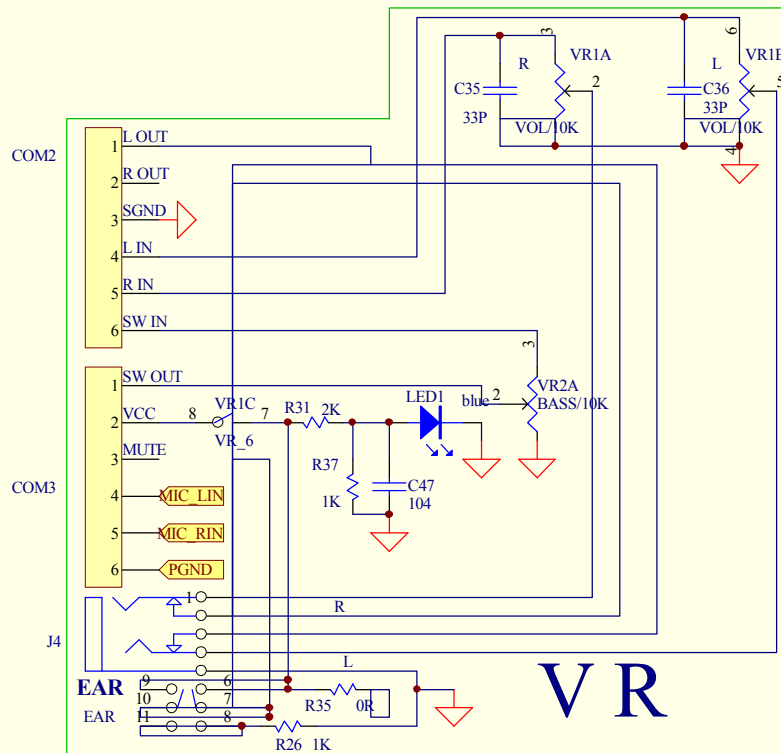 6
3
VR1A
VR1B
R
L
C35
2
C36
5
33P
33P
VOL/10K
VOL/10K
4
COM2
1
L OUT
2
R OUT
3
SGND
4
L IN
5
R IN
6
SW IN
3
1
SW OUT
LED1
blue
2
VR2A
BASS/10K
2
VCC
8
VR1C
7
R31
2K
VR_6
3
MUTE
R37
C47
COM3
4
MIC_LIN
1K
104
5
MIC_RIN
6
PGND
1
R
J4
L
EAR
9
6
10
7
R35
0R
EAR
11
8
R26
1K
V R